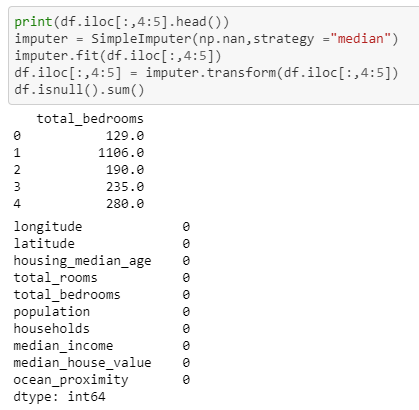 print(df.iloc[:,4:5].head())
imputer = SimpleImputer(np.nan,strategy ="median")
imputer.fit(df.iloc[:,4:5])
df.iloc[:,4:5] = imputer.transform(df.iloc[:,4:5])
df.isnull().sum()
total_bedrooms
0 129.0
1 1106.0
2 190.0
3 235.0
4 280.0
longitude 0
latitude 0
housing_median_age 0
total_rooms 0
total_bedrooms 0
population 0
households 0
median_income 0
median_house_value 0
ocean_proximity 0
dtype: int64